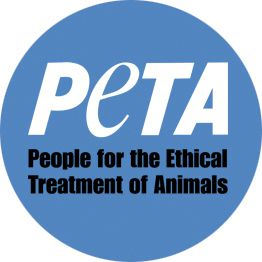 PeTA
People for the Ethical
Treatment of Animals